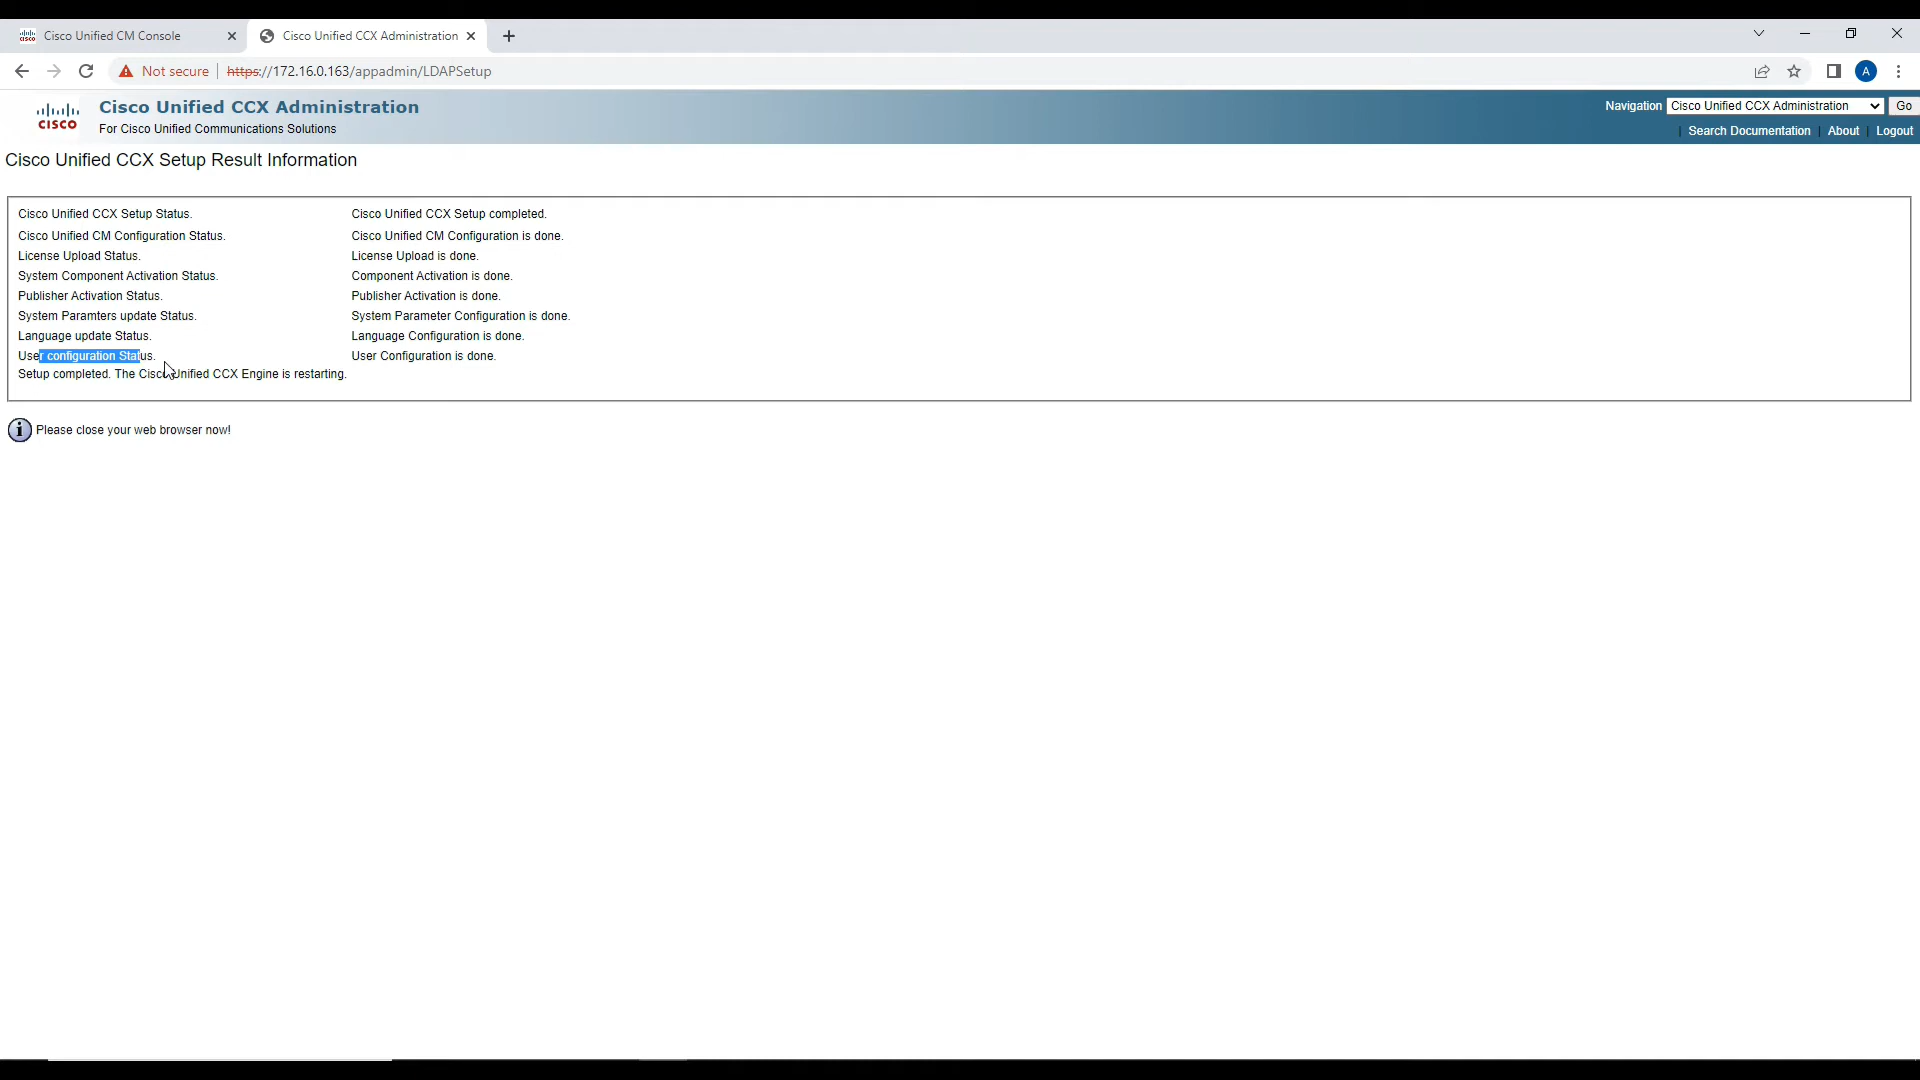 Cisco Unified CM Console
Cisco Unified CCX Administration
Not secure
https://172.16.0.163/appadmin/LDAPSetup
A
CISCO
Cisco Unified CCX Administration
For Cisco Unified Communications Solutions
Navigation Cisco Unified CCX Administration Go
| Search Documentation | About | Logout
Cisco Unified CCX Setup Result Information
Cisco Unified CCX Setup Status. Cisco Unified CCX Setup completed.
Cisco Unified CM Configuration Status. Cisco Unified CM Configuration is done.
License Upload Status. License Upload is done.
System Component Activation Status. Component Activation is done.
Publisher Activation Status. Publisher Activation is done.
System Paramters update Status. System Parameter Configuration is done.
Language update Status. Language Configuration is done.
User configuration Status. User Configuration is done.
Setup completed. The Cisco Unified CCX Engine is restarting.
Please close your web browser now!